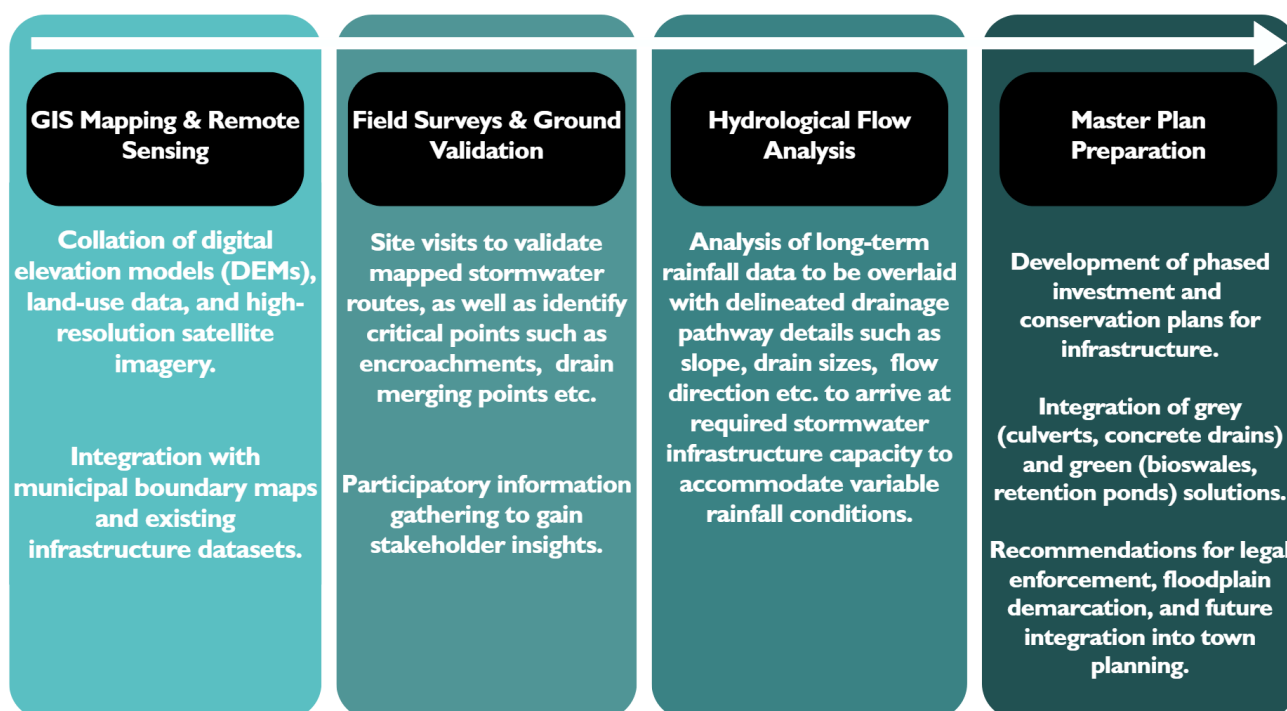 GIS Mapping & Remote
Sensing
Collation of digital
elevation models (DEMs),
land-use data, and high-
resolution satellite
imagery.
Integration with
municipal boundary maps
and existing
infrastructure datasets.
Field Surveys & Ground
Validation
Site visits to validate
mapped stormwater
routes, as well as identify
critical points such as
encroachments, drain
merging points etc.
Participatory information
gathering to gain
stakeholder insights.
Hydrological Flow
Analysis
Analysis of long-term
rainfall data to be overlaid
with delineated drainage
pathway details such as
slope, drain sizes, flow
direction etc. to arrive at
required stormwater
infrastructure capacity to
accommodate variable
rainfall conditions.
Master Plan
Preparation
Development of phased
investment and
conservation plans for
infrastructure.
Integration of grey
(culverts, concrete drains)
and green (bioswales,
retention ponds) solutions.
Recommendations for legal
enforcement, floodplain
demarcation, and future
integration into town
planning.